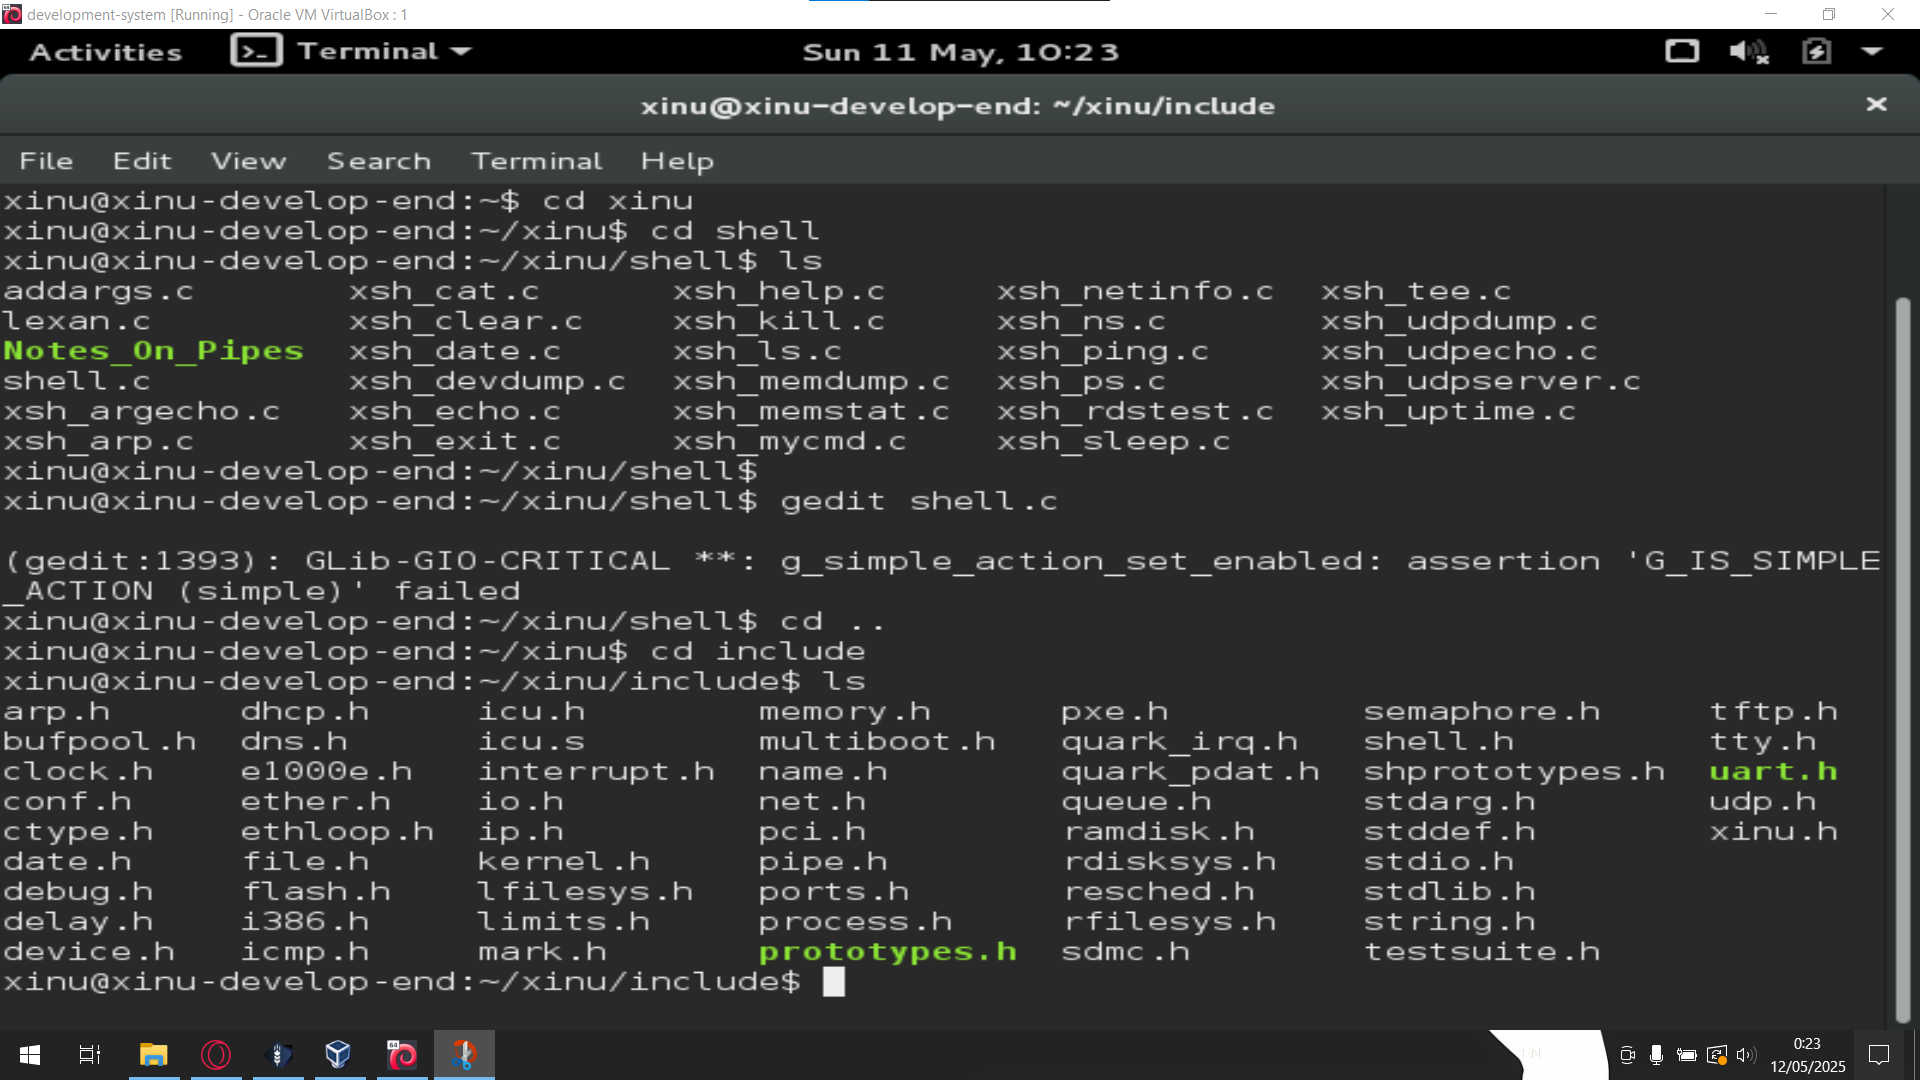 development-system [Running] - Oracle VM VirtualBox : 1
Activities Terminal Sun 11 May, 10:23
xinu@xinu-develop-end: ~/xinu/include
File Edit View Search Terminal Help
xinu@xinu-develop-end:~$ cd xinu
xinu@xinu-develop-end:~/xinu$ cd shell
xinu@xinu-develop-end:~/xinu/shell$ ls
addargs.c xsh_cat.c xsh_help.c xsh_netinfo.c xsh_tee.c
lexan.c xsh_clear.c xsh_kill.c xsh_ns.c xsh_udpdump.c
Notes_On_Pipes xsh_date.c xsh_ls.c xsh_ping.c xsh_udpecho.c
shell.c xsh_devdump.c xsh_memdump.c xsh_ps.c xsh_udpserver.c
xsh_argecho.c xsh_echo.c xsh_memstat.c xsh_rdstest.c xsh_uptime.c
xsh_arp.c xsh_exit.c xsh_mycmd.c xsh_sleep.c
xinu@xinu-develop-end:~/xinu/shell$
xinu@xinu-develop-end:~/xinu/shell$ gedit shell.c
(gedit:1393): GLib-GIO-CRITICAL **: g_simple_action_set_enabled: assertion 'G_IS_SIMPLE
_ACTION (simple)' failed
xinu@xinu-develop-end:~/xinu/shell$ cd ..
xinu@xinu-develop-end:~/xinu$ cd include
xinu@xinu-develop-end:~/xinu/include$ ls
arp.h dhcp.h icu.h memory.h pxe.h semaphore.h tftp.h
bufpool.h dns.h icu.s multiboot.h quark_irq.h shell.h tty.h
clock.h e1000e.h interrupt.h name.h quark_pdat.h shprototypes.h uart.h
conf.h ether.h io.h net.h queue.h stdarg.h udp.h
ctype.h ethloop.h ip.h pci.h ramdisk.h stddef.h xinu.h
date.h file.h kernel.h pipe.h rdisksys.h stdio.h
debug.h flash.h lfilesys.h ports.h resched.h stdlib.h
delay.h i386.h limits.h process.h rfilesys.h string.h
device.h icmp.h mark.h prototypes.h sdmc.h testsuite.h
xinu@xinu-develop-end:~/xinu/include$
64
0:23
12/05/2025